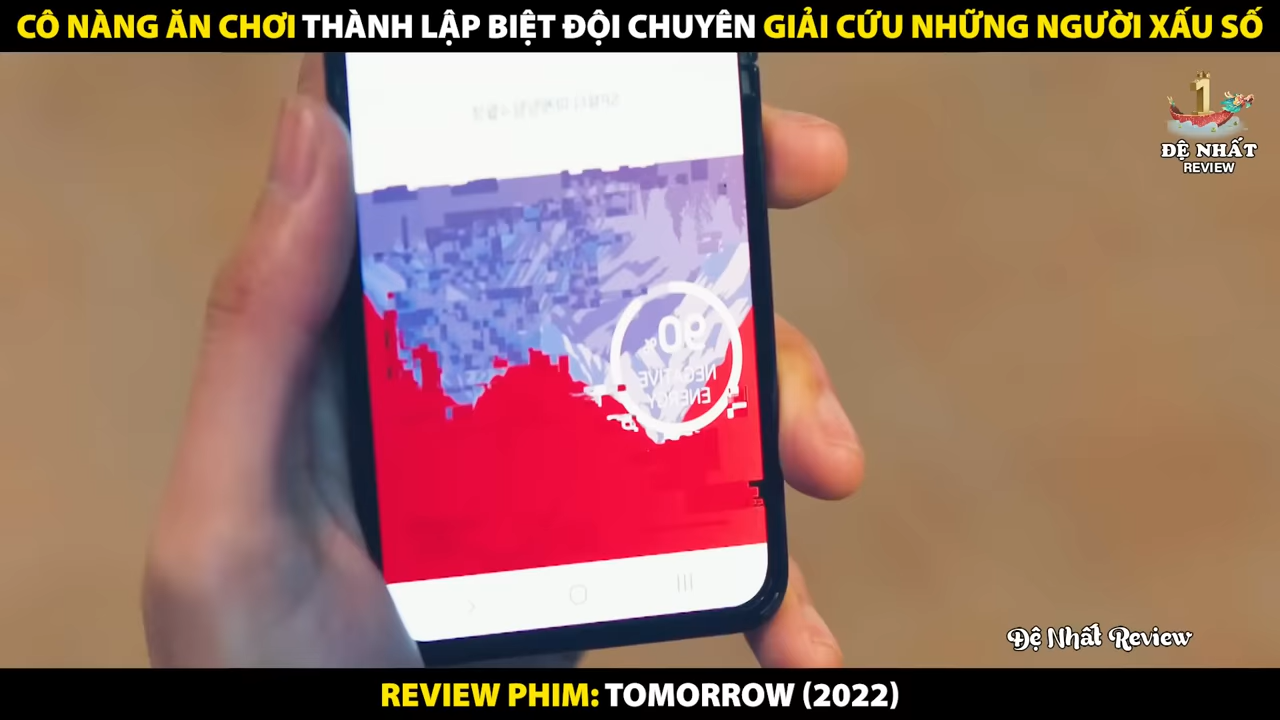 CÔ NÀNG ĂN CHƠI THÀNH LẬP BIỆT ĐỘI CHUYÊN GIẢI CỨU NHỮNG NGƯỜI XẤU SỐ
1
ĐỆ NHẤT
REVIEW
90%
NEGATIVE
ENERGY
Đệ Nhất Review
REVIEW PHIM: TOMORROW (2022)